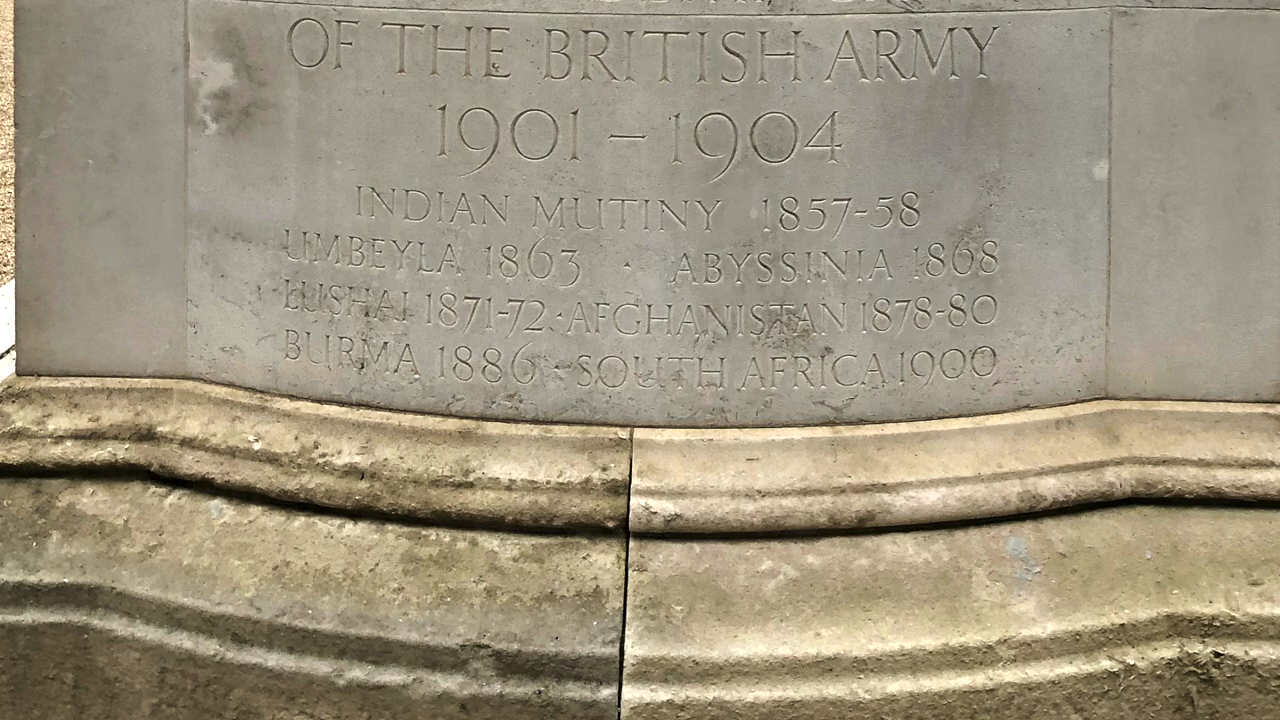 OF THE BRITISH ARMY
1901 – 1904
INDIAN MUTINY 1857-58
UMBEYLA 1863 · ABYSSINIA 1868
LUSHAI 1871-72 · AFGHANISTAN 1878-80
BURMA 1886 · SOUTH AFRICA 1900